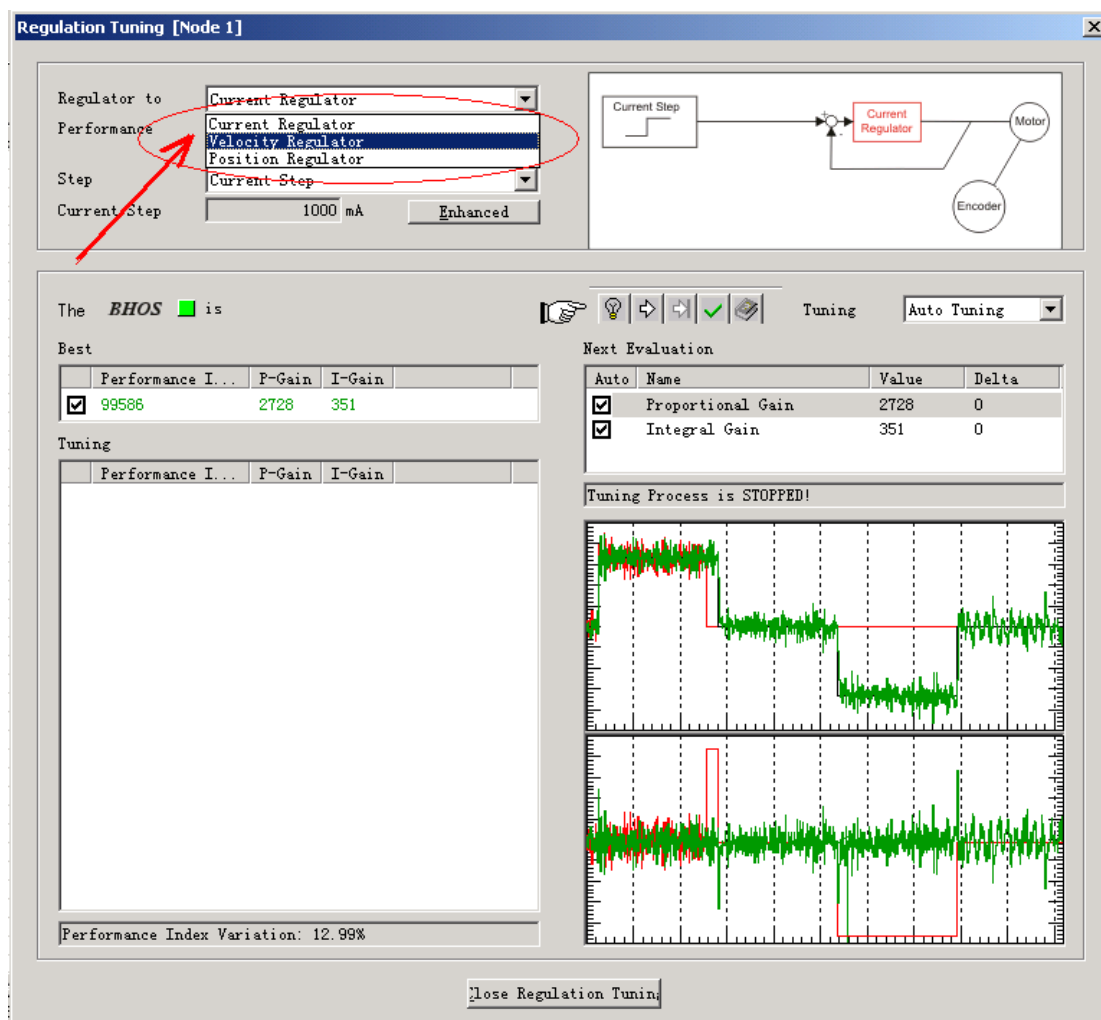 Regulation Tuning [Node 1]
Regulator to Current Regulator
Performance Current Regulator
Velocity Regulator
Position Regulator
Step Current Step
Current Step 1000 mA Enhanced
Current Step
Current
Regulator
Motor
Encoder
+
-
The BHOS is
Tuning Auto Tuning
Best
Performance I... P-Gain I-Gain
99586 2728 351
Tuning
Performance I... P-Gain I-Gain
Performance Index Variation: 12.99%
Next Evaluation
Auto Name Value Delta
Proportional Gain 2728 0
Integral Gain 351 0
Tuning Process is STOPPED!
Close Regulation Tuning